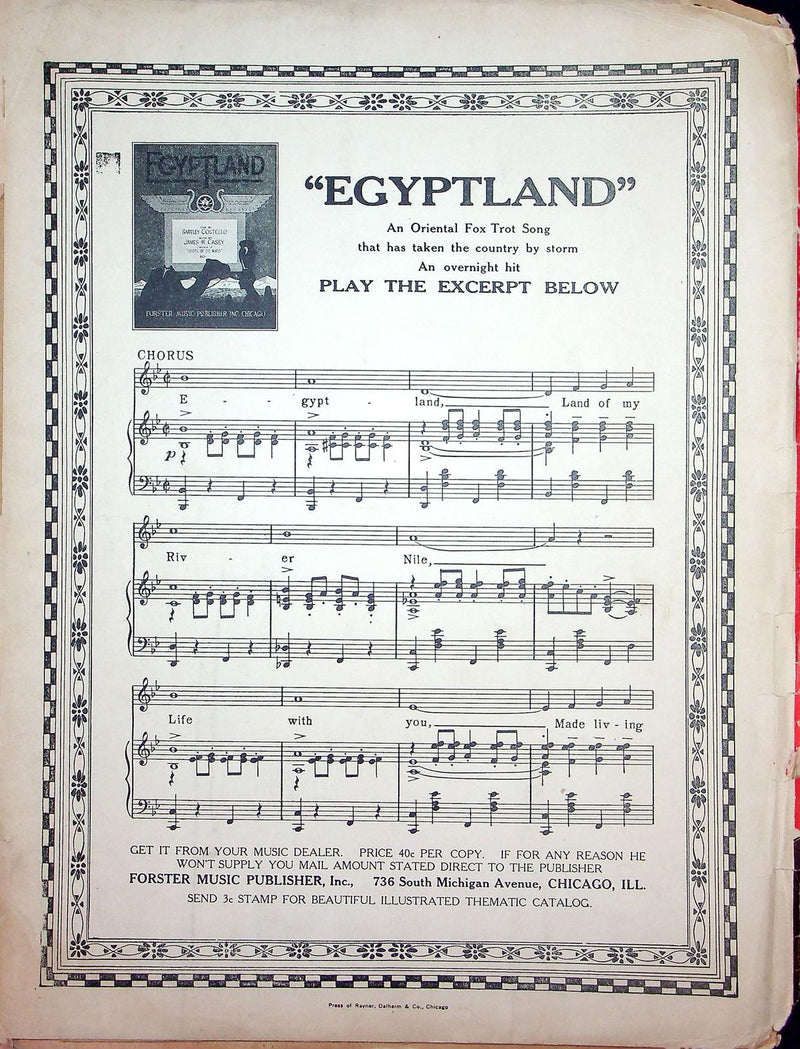 EGYPTLAND
HARTLEY COSTELLO
JAMES R. CASEY
FORSTER MUSIC PUBLISHER INC. CHICAGO
“EGYPTLAND”
An Oriental Fox Trot Song
that has taken the country by storm
An overnight hit
PLAY THE EXCERPT BELOW
CHORUS
E - - gypt - land, Land of my
p
Riv - er Nile,
Life with you, Made liv - ing
GET IT FROM YOUR MUSIC DEALER. PRICE 40c PER COPY. IF FOR ANY REASON HE
WON'T SUPPLY YOU MAIL AMOUNT STATED DIRECT TO THE PUBLISHER
FORSTER MUSIC PUBLISHER, Inc., 736 South Michigan Avenue, CHICAGO, ILL.
SEND 3c STAMP FOR BEAUTIFUL ILLUSTRATED THEMATIC CATALOG.
Press of Rayner, Dalheim & Co., Chicago